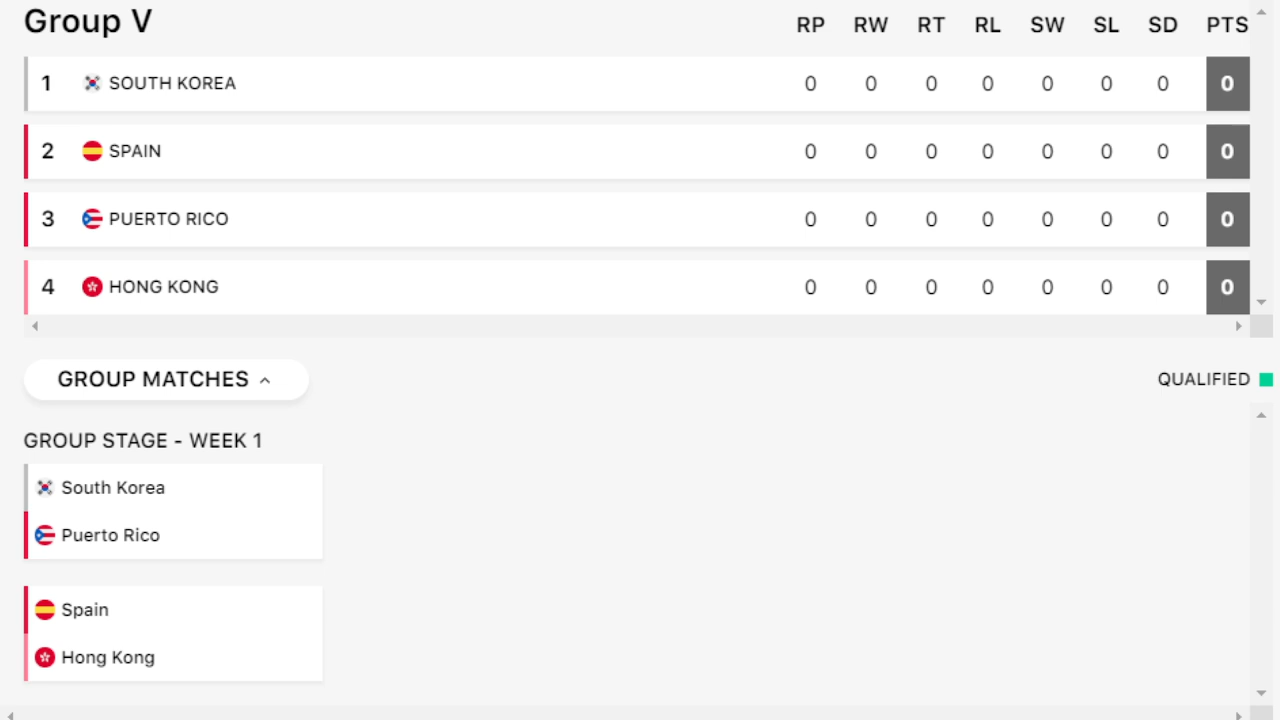 Group V RP RW RT RL SW SL SD PTS
1 SOUTH KOREA 0 0 0 0 0 0 0 0
2 SPAIN 0 0 0 0 0 0 0 0
3 PUERTO RICO 0 0 0 0 0 0 0 0
4 HONG KONG 0 0 0 0 0 0 0 0
GROUP MATCHES QUALIFIED
GROUP STAGE - WEEK 1
South Korea
Puerto Rico
Spain
Hong Kong